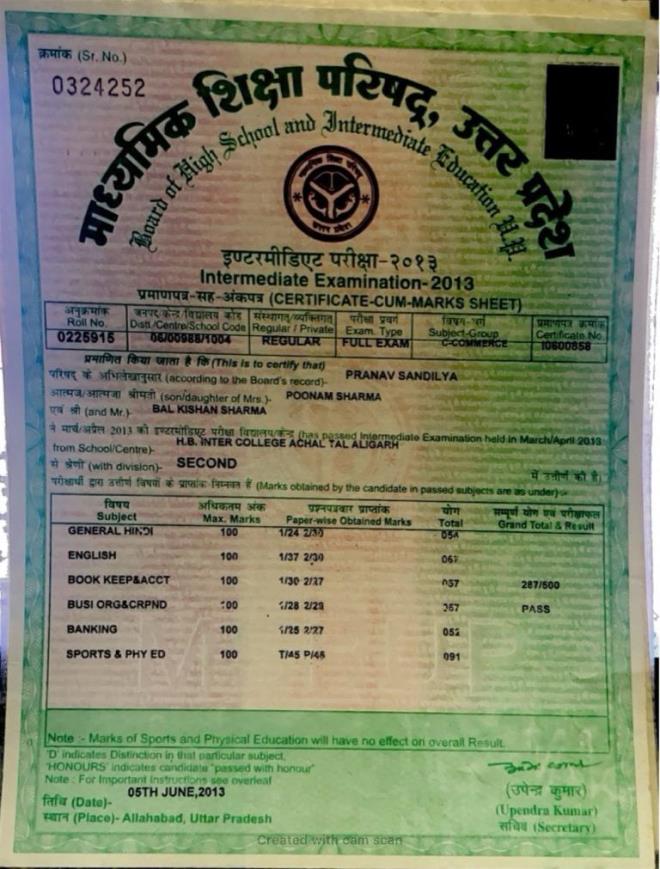 क्रमांक (Sr. No.)
0324252
माध्यमिक शिक्षा परिषद्, उत्तर प्रदेश
Board of High School and Intermediate Education U.P.
इण्टरमीडिएट परीक्षा-२०१३
Intermediate Examination-2013
प्रमाणपत्र-सह-अंकपत्र (CERTIFICATE-CUM-MARKS SHEET)
अनुक्रमांक जनपद/केन्द्र/विद्यालय कोड संस्थागत/व्यक्तिगत परीक्षा प्रवर्ग प्रमाणपत्र क्रमांक
Roll No. Distt./Centre/School Code Regular / Private Exam. Type Subject-Group Certificate No
0225915 06/00988/1004 REGULAR FULL EXAM C-COMMERCE 10600858
प्रमाणित किया जाता है कि (This is to certify that)
परिषद के अभिलेखानुसार (according to the Board's record)- PRANAV SANDILYA
आत्मज/आत्मजा श्रीमती (son/daughter of Mrs.)- POONAM SHARMA
एवं श्री (and Mr.)- BAL KISHAN SHARMA
ने मार्च/अप्रैल 2013 की इण्टरमीडिएट परीक्षा विद्यालय/केन्द्र (has passed Intermediate Examination held in March/April 2013
from School/Centre)- H.B. INTER COLLEGE ACHAL TAL ALIGARH
से श्रेणी (with division)- SECOND में उत्तीर्ण की है।
परीक्षार्थी द्वारा उत्तीर्ण विषयों के प्राप्तांक निम्नवत हैं (Marks obtained by the candidate in passed subjects are as under):-
विषय अधिकतम अंक प्रश्नपत्रवार प्राप्तांक योग सम्पूर्ण योग एवं परीक्षाफल
Subject Max. Marks Paper-wise Obtained Marks Total Grand Total & Result
GENERAL HINDI 100 1/24 2/30 054
ENGLISH 100 1/37 2/30 067
BOOK KEEP&ACCT 100 1/30 2/27 057 287/500
BUSI ORG&CRPND 100 1/28 2/29 057 PASS
BANKING 100 1/25 2/27 052
SPORTS & PHY ED 100 T/45 P/46 091
Note :- Marks of Sports and Physical Education will have no effect on overall Result.
'D' indicates Distinction in that particular subject.
'HONOURS' indicates candidate "passed with honour"
Note : For Important Instructions see overleaf
05TH JUNE,2013
तिथि (Date)-
स्थान (Place)- Allahabad, Uttar Pradesh
(उपेन्द्र कुमार)
(Upendra Kumar)
सचिव (Secretary)
Created with cam scan